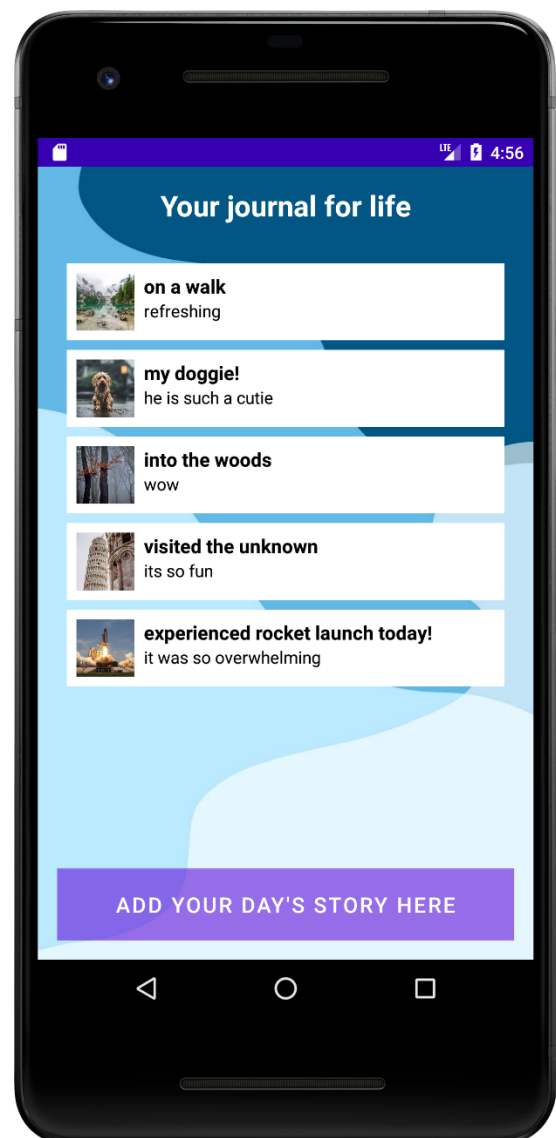 LTE 4:56
Your journal for life
on a walk
refreshing
my doggie!
he is such a cutie
into the woods
wow
visited the unknown
its so fun
experienced rocket launch today!
it was so overwhelming
ADD YOUR DAY'S STORY HERE